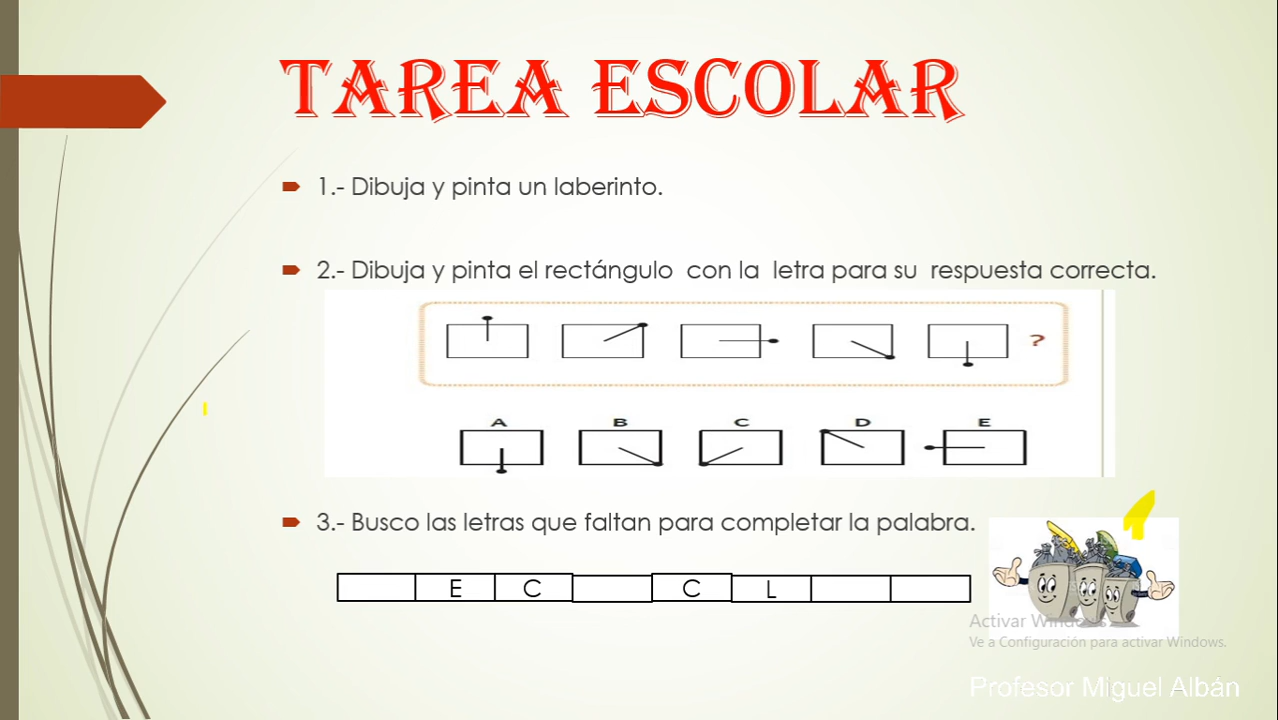 TAREA ESCOLAR
1.- Dibuja y pinta un laberinto.
2.- Dibuja y pinta el rectángulo con la letra para su respuesta correcta.
?
A B C D E
3.- Busco las letras que faltan para completar la palabra.
E C C L
Activar Windows
Ve a Configuración para activar Windows.
Profesor Miguel Albán